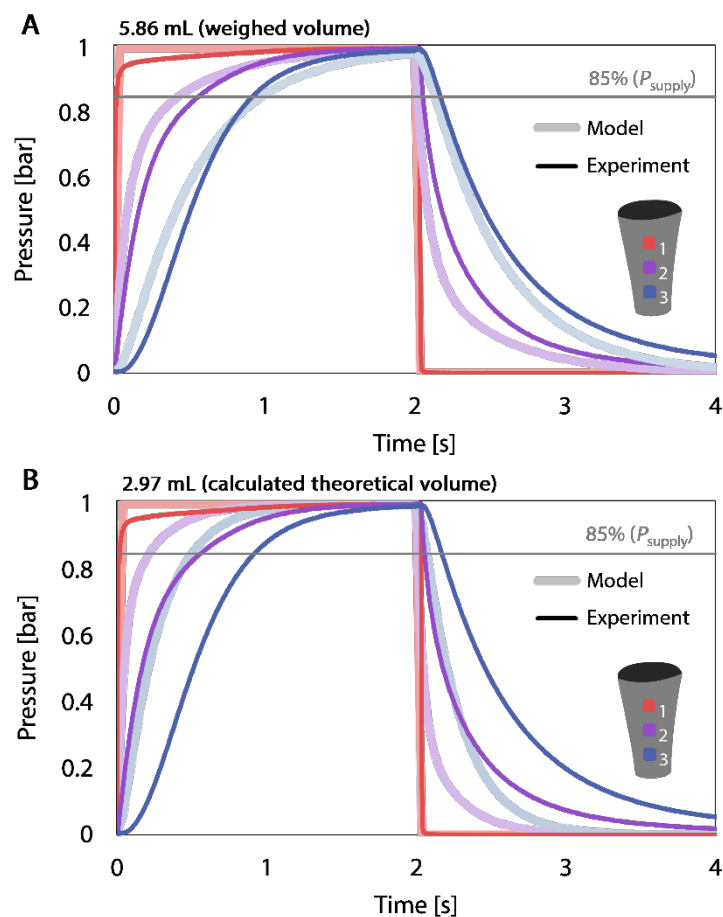 A
5.86 mL (weighed volume)
1
0.8
0.6
0.4
0.2
0
Pressure [bar]
85% (P_supply)
Model
Experiment
1
2
3
0 1 2 3 4
Time [s]
B
2.97 mL (calculated theoretical volume)
1
0.8
0.6
0.4
0.2
0
Pressure [bar]
85% (P_supply)
Model
Experiment
1
2
3
0 1 2 3 4
Time [s]